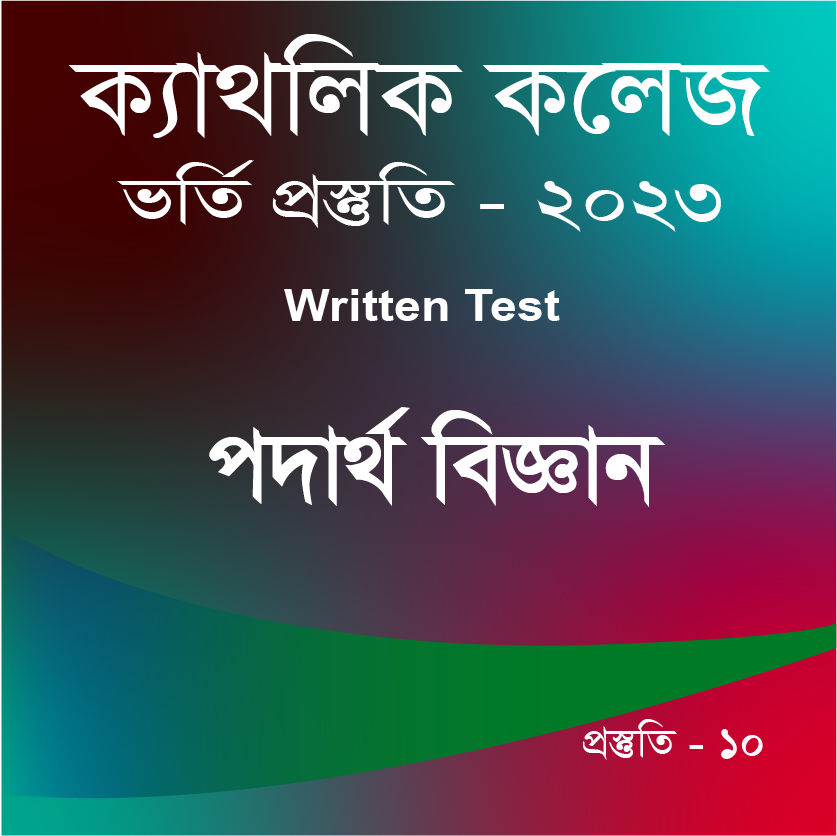 ক্যাথলিক কলেজ
ভর্তি প্রস্তুতি - ২০২৩
Written Test
পদার্থ বিজ্ঞান
প্রস্তুতি - ১০